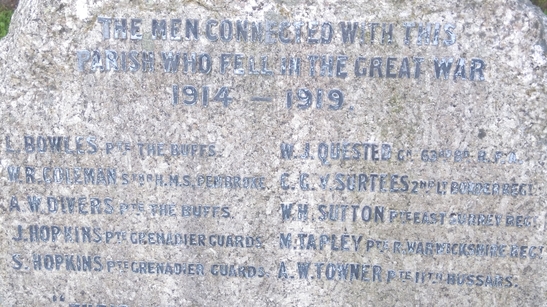 THE MEN CONNECTED WITH THIS
PARISH WHO FELL IN THE GREAT WAR
1914 – 1919.
L. BOWLES PTE THE BUFFS.
W.R. COLEMAN H.M.S. PEMBROKE.
A.W DIVERS PTE THE BUFFS.
J. HOPKINS PTE GRENADIER GUARDS.
S. HOPKINS PTE GRENADIER GUARDS.
W.J. QUESTED GR
SURTEES 2ND LT BORDER REGT
W.H. SUTTON PTE EAST SURREY REGT
M. TAPLEY PTE R. WARWICKSHIRE REGT
A.W. TOWNER PTE 11TH HUSSARS.